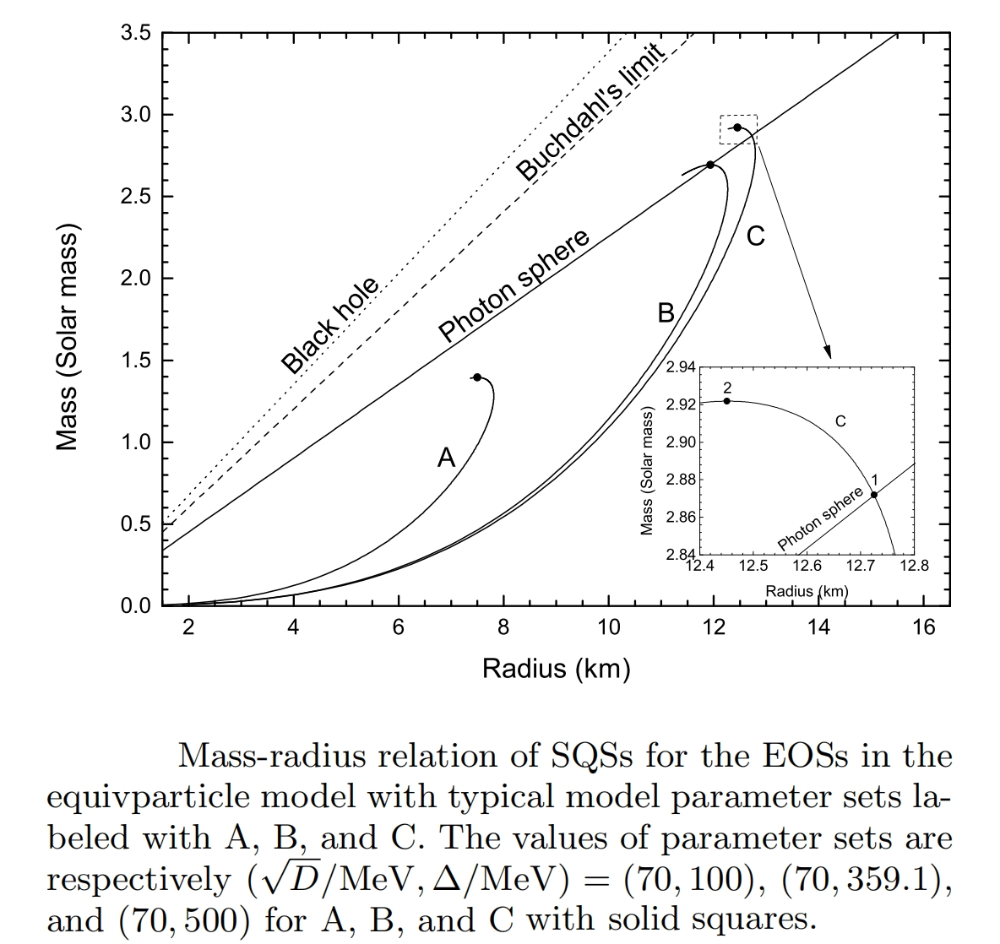 3.5
3.0
2.5
2.0
1.5
1.0
0.5
0.0
Mass (Solar mass)
2 4 6 8 10 12 14 16
Radius (km)
Black hole
Buchdahl's limit
Photon sphere
A
B
C
2.94
2.92
2.90
2.88
2.86
2.84
Mass (Solar mass)
2
C
1
Photon sphere
12.4 12.5 12.6 12.7 12.8
Radius (km)
Mass-radius relation of SQSs for the EOSs in the
equivparticle model with typical model parameter sets la-
beled with A, B, and C. The values of parameter sets are
respectively (√D/MeV, Δ/MeV) = (70, 100), (70, 359.1),
and (70, 500) for A, B, and C with solid squares.